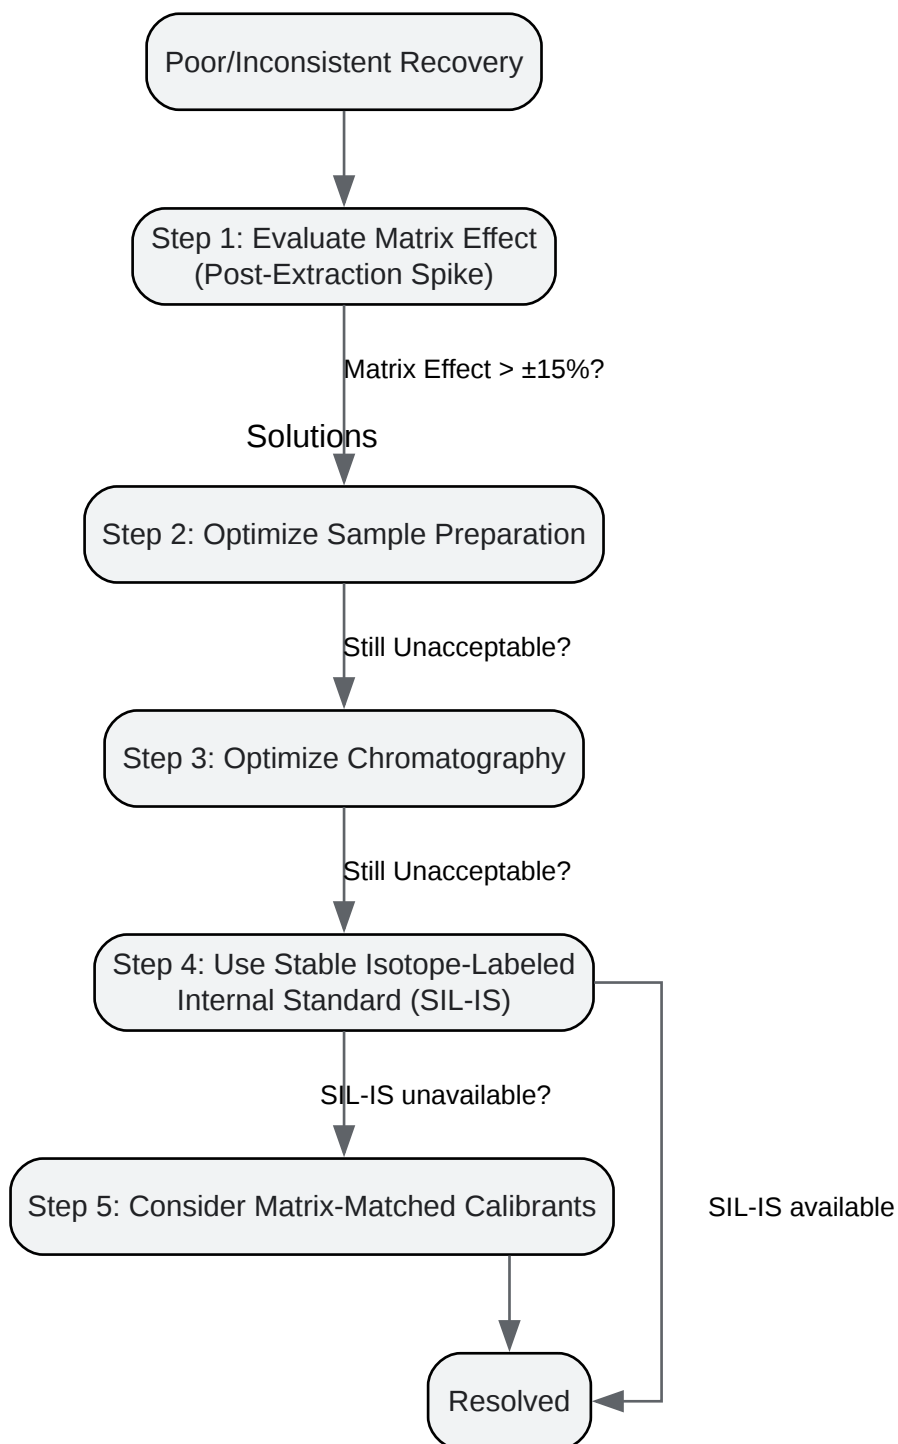 Poor/Inconsistent Recovery
Step 1: Evaluate Matrix Effect
(Post-Extraction Spike)
Matrix Effect > ±15%?
Solutions
Step 2: Optimize Sample Preparation
Still Unacceptable?
Step 3: Optimize Chromatography
Still Unacceptable?
Step 4: Use Stable Isotope-Labeled
Internal Standard (SIL-IS)
SIL-IS unavailable?
Step 5: Consider Matrix-Matched Calibrants
SIL-IS available
Resolved